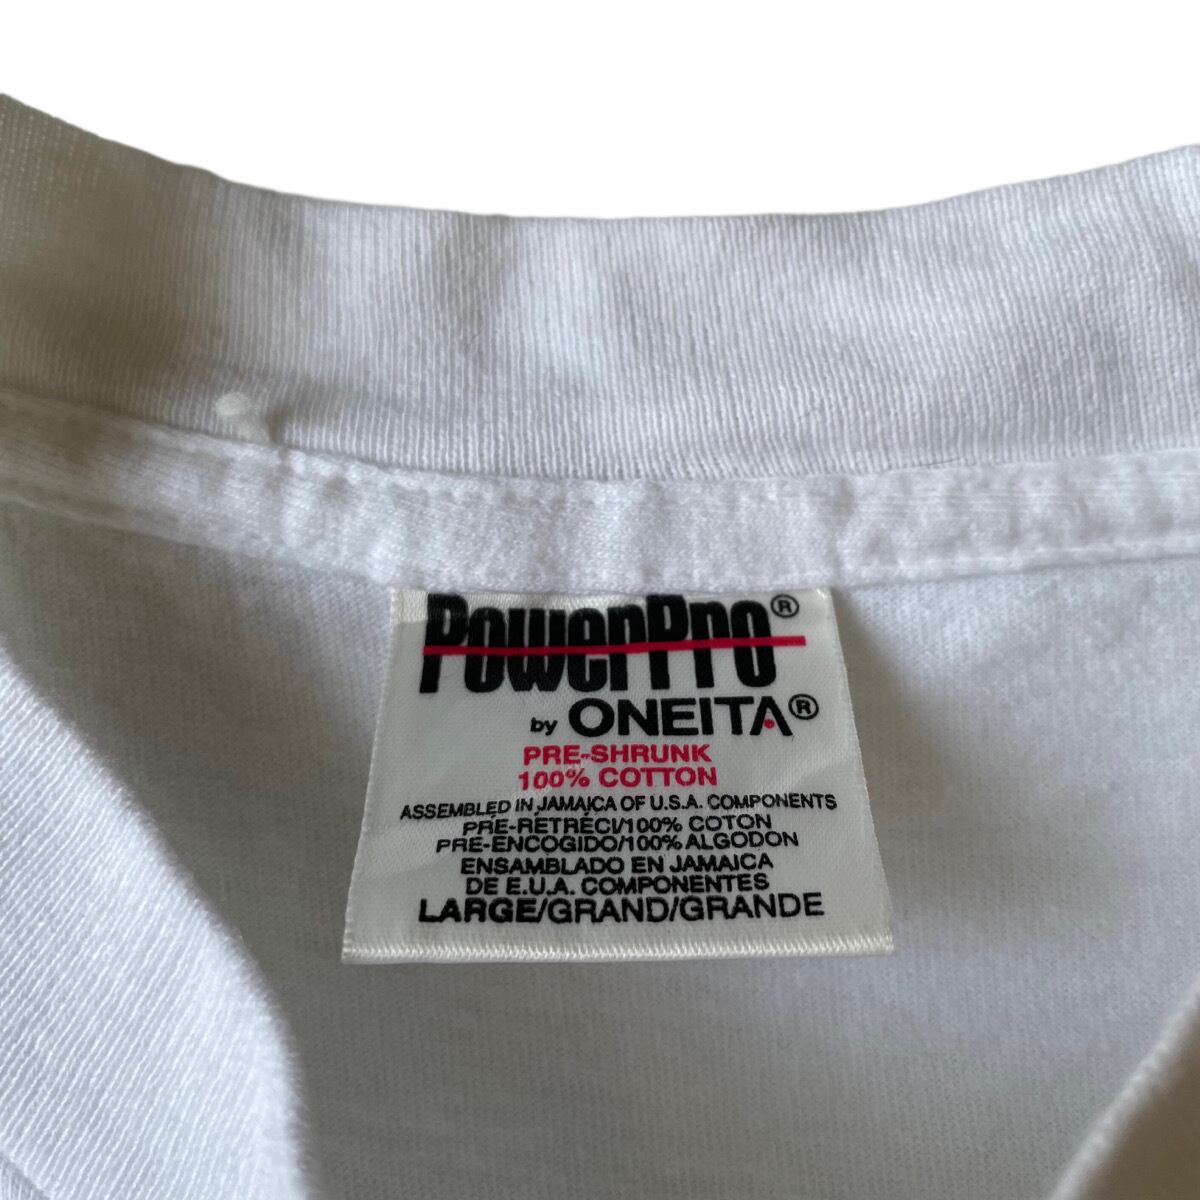 PowerPro®
by ONEITA®
PRE-SHRUNK
100% COTTON
ASSEMBLED IN JAMAICA OF U.S.A. COMPONENTS
PRE-RETRECI/100% COTON
PRE-ENCOGIDO/100% ALGODON
ENSAMBLADO EN JAMAICA
DE E.U.A. COMPONENTES
LARGE/GRAND/GRANDE